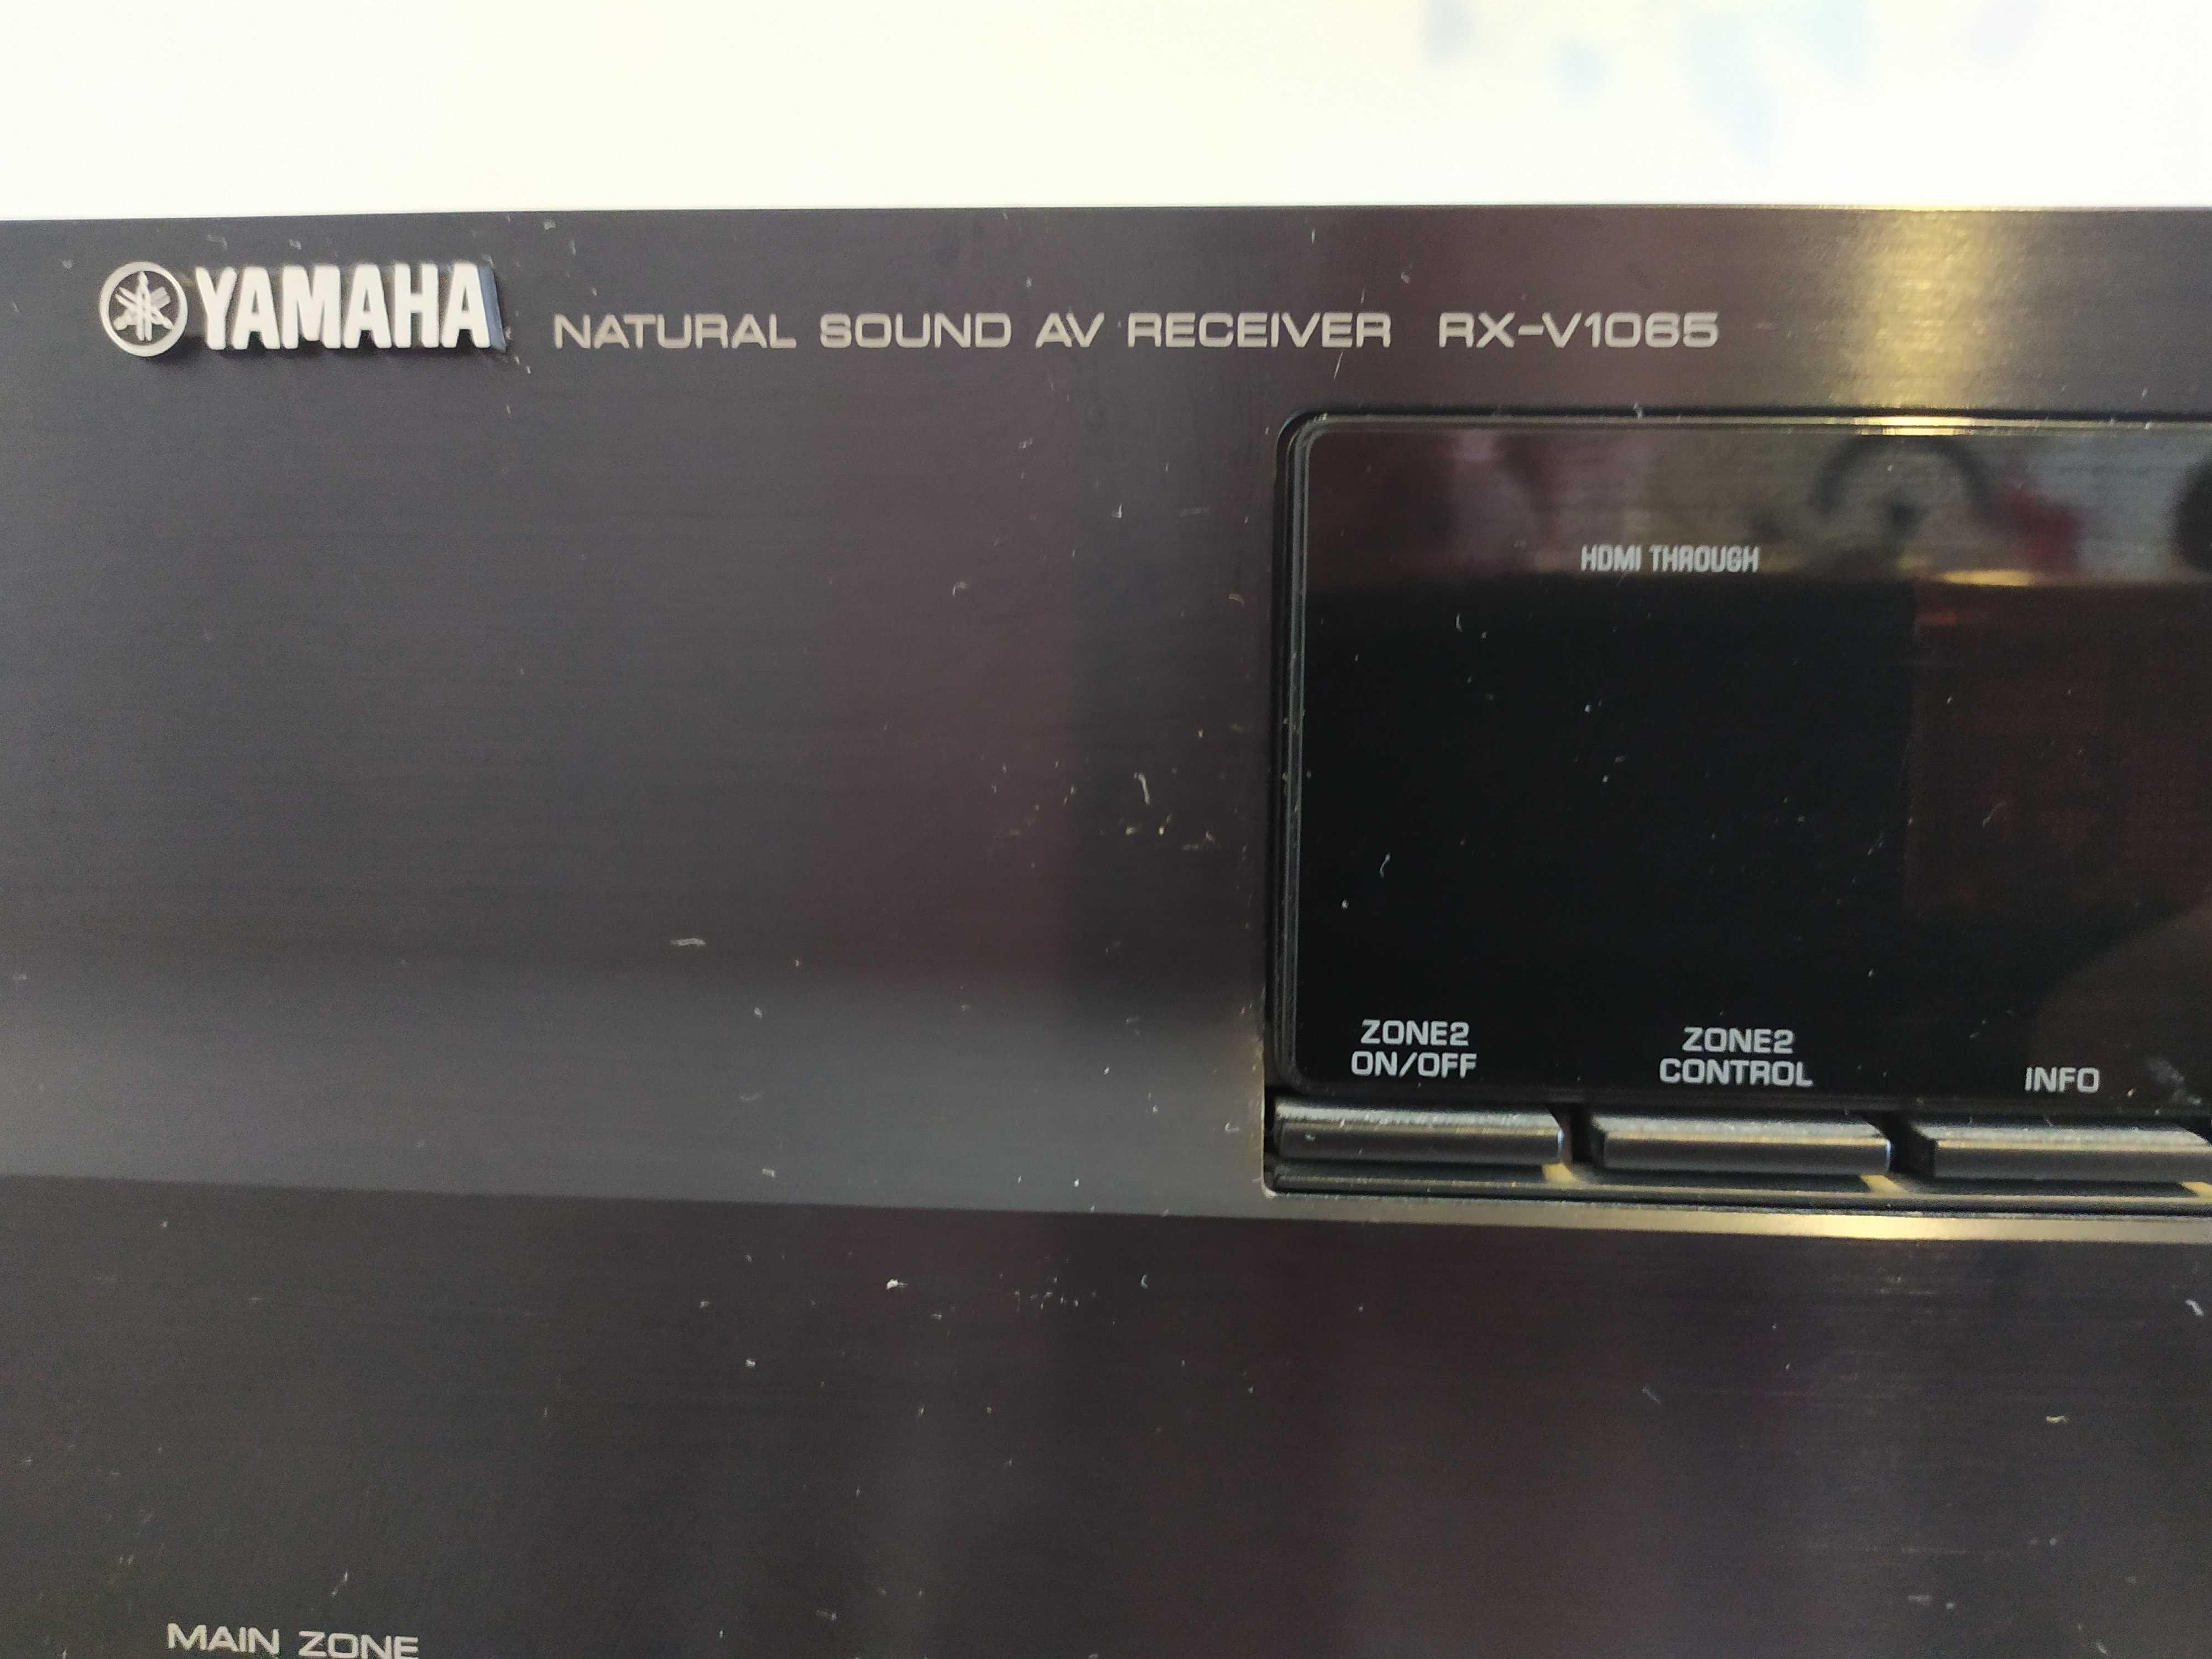 YAMAHA NATURAL SOUND AV RECEIVER RX-V1065
HDMI THROUGH
ZONE2
ON/OFF
ZONE2
CONTROL
INFO
MAIN ZONE